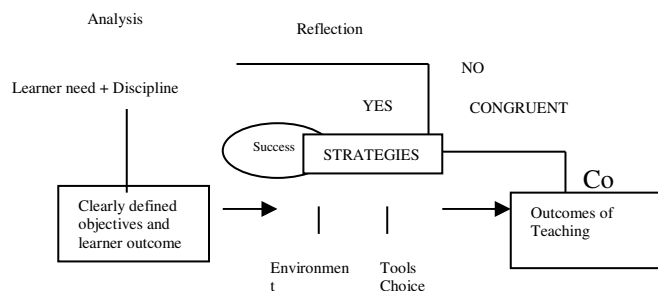 Analysis
Reflection
NO
Learner need + Discipline
YES
CONGRUENT
Success
STRATEGIES
Co
Clearly defined
objectives and
learner outcome
Outcomes of
Teaching
Environmen
t
Tools
Choice